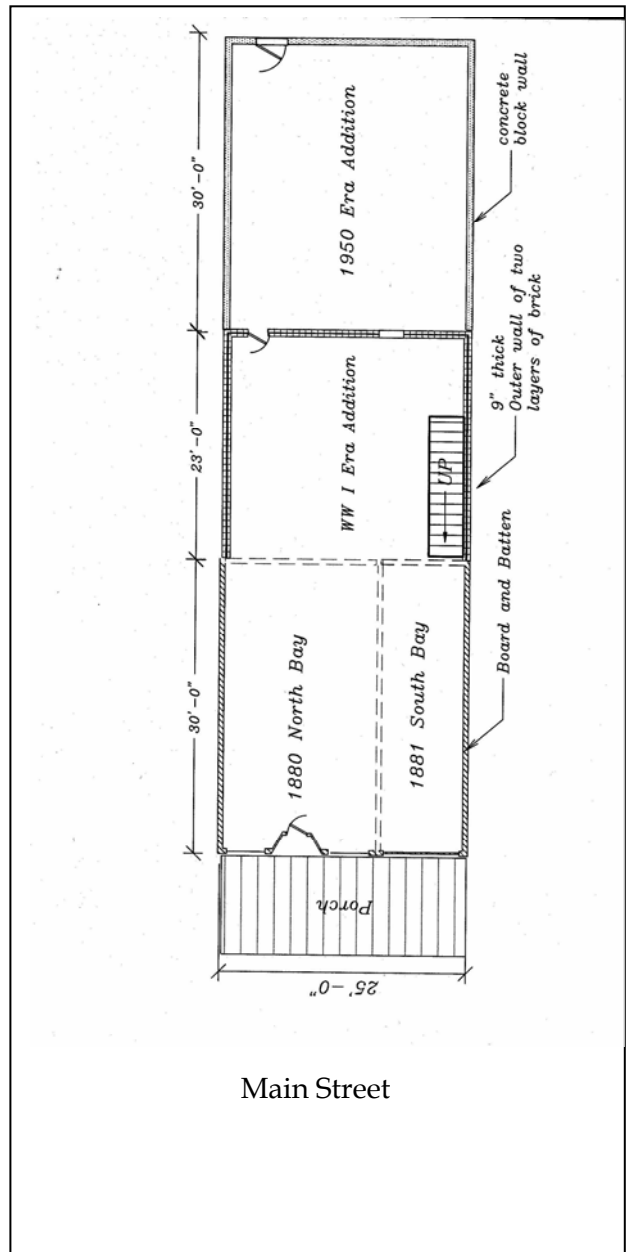 30'-0"
1950 Era Addition
concrete
block wall
23'-0"
WW I Era Addition
UP
9" thick
Outer wall of two
layers of brick
30'-0"
1880 North Bay
1881 South Bay
Board and Batten
Porch
25'-0"
Main Street